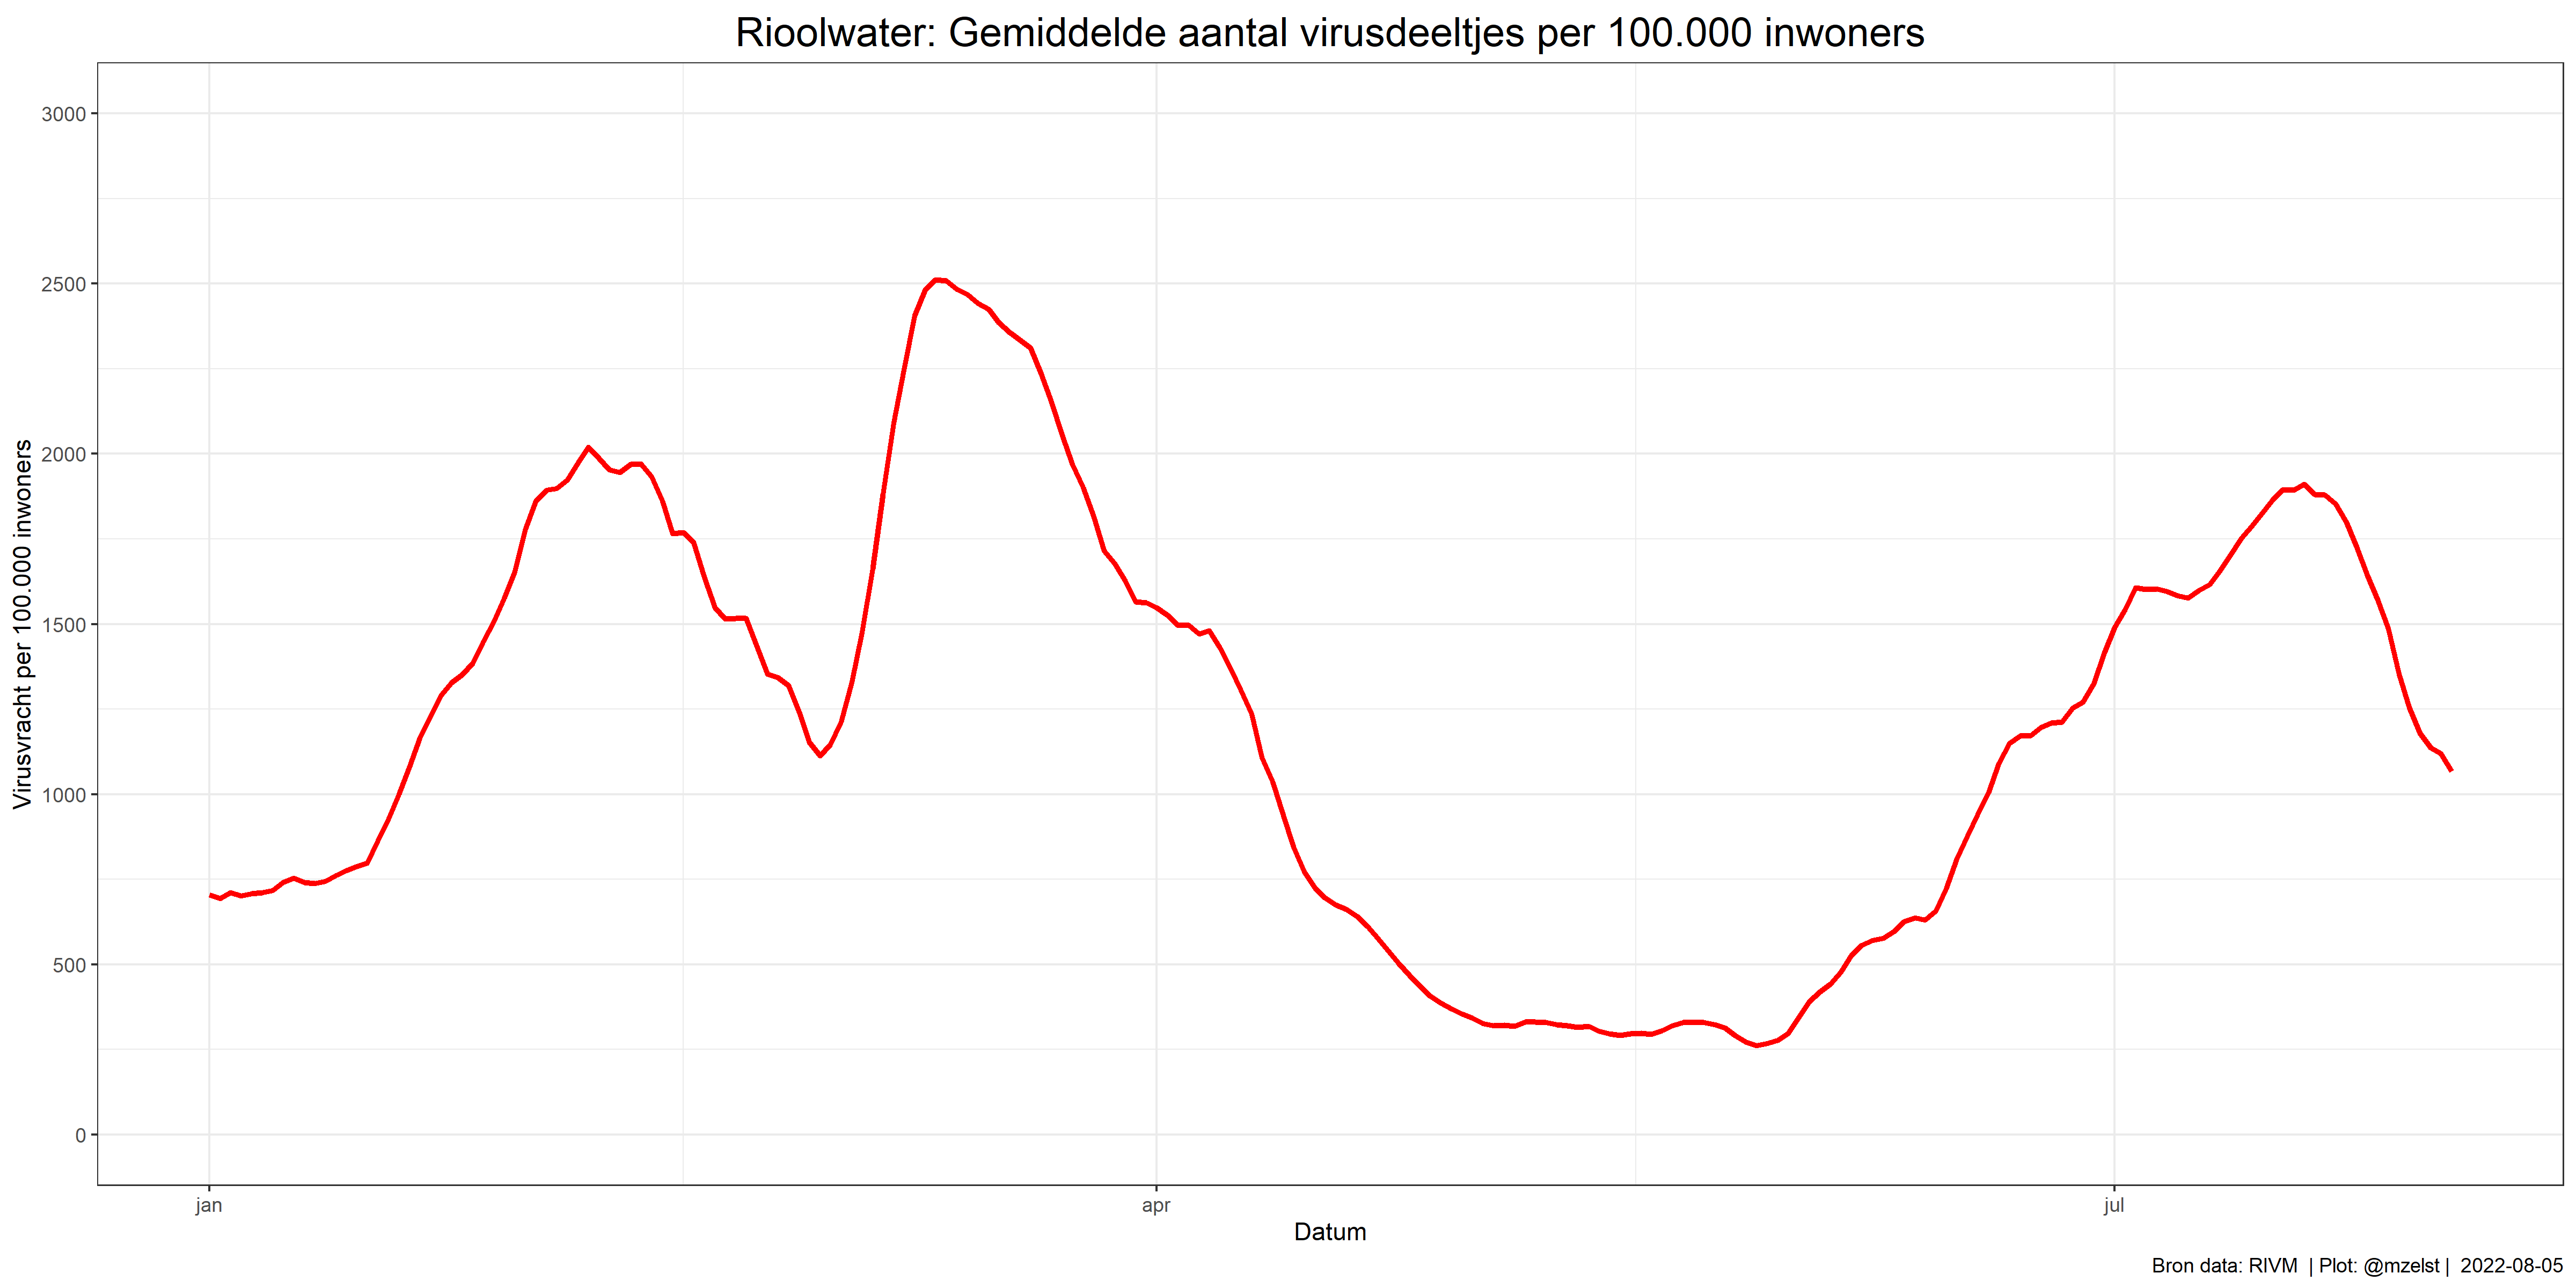 Rioolwater: Gemiddelde aantal virusdeeltjes per 100.000 inwoners
Virusvracht per 100.000 inwoners
3000
2500
2000
1500
1000
500
0
jan apr jul
Datum
Bron data: RIVM | Plot: @mzelst | 2022-08-05